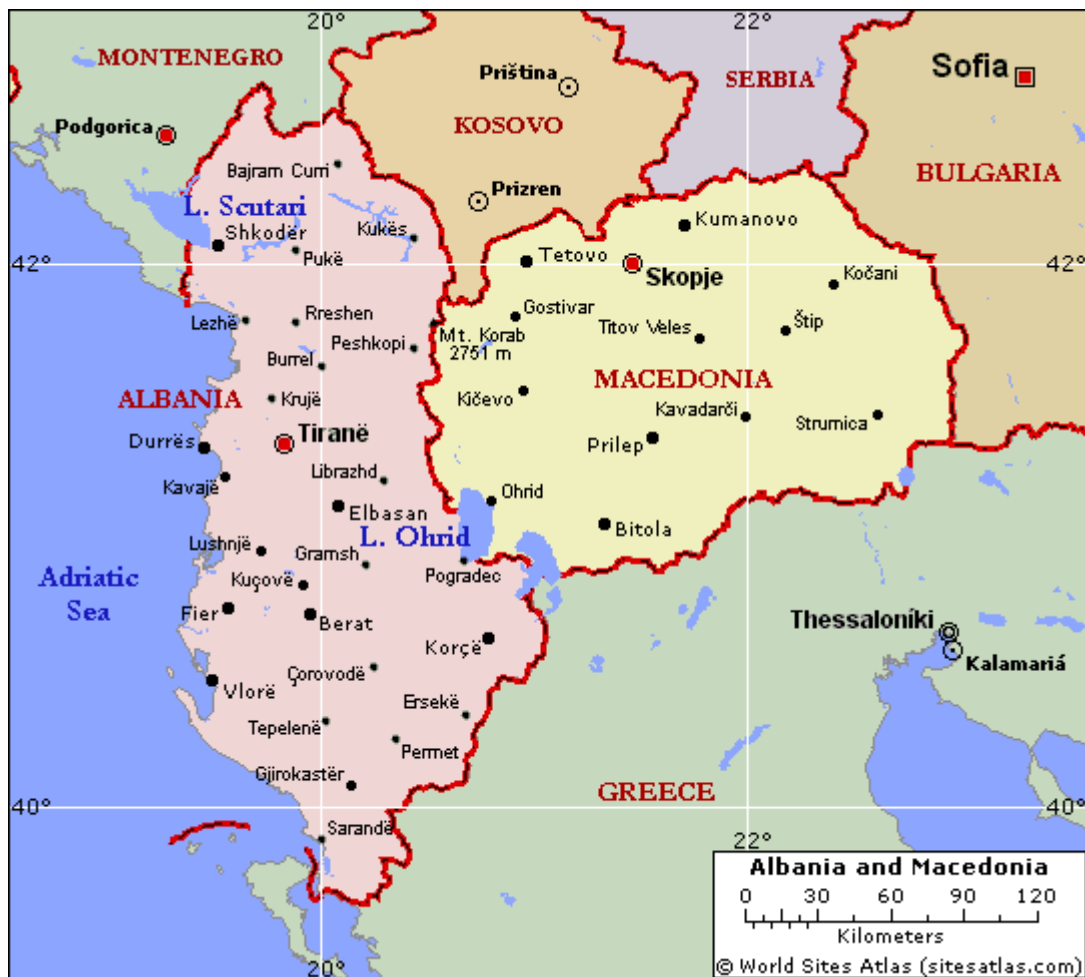 20°
22°
MONTENEGRO
Priština
SERBIA
Sofia
Podgorica
KOSOVO
Bajram Curri
BULGARIA
Prizren
L. Scutari
Shkodër
Kukës
Kumanovo
Pukë
Tetovo
42°
Skopje
Kočani
42°
Lezhë
Rreshen
Gostivar
Mt. Korab
2751 m
Titov Veles
Štip
Peshkopi
Burrel
MACEDONIA
ALBANIA
Krujë
Kičevo
Kavadarči
Strumica
Tiranë
Durrës
Prilep
Librazhd
Kavajë
Ohrid
Elbasan
Bitola
L. Ohrid
Lushnjë
Gramsh
Pogradec
Adriatic
Sea
Kuçovë
Fier
Berat
Thessaloníki
Korçë
Kalamariá
Çorovodë
Vlorë
Ersekë
Tepelenë
Permet
Gjirokastër
GREECE
40°
40°
Sarandë
22°
Albania and Macedonia
0 30 60 90 120
Kilometers
20°
© World Sites Atlas (sitesatlas.com)